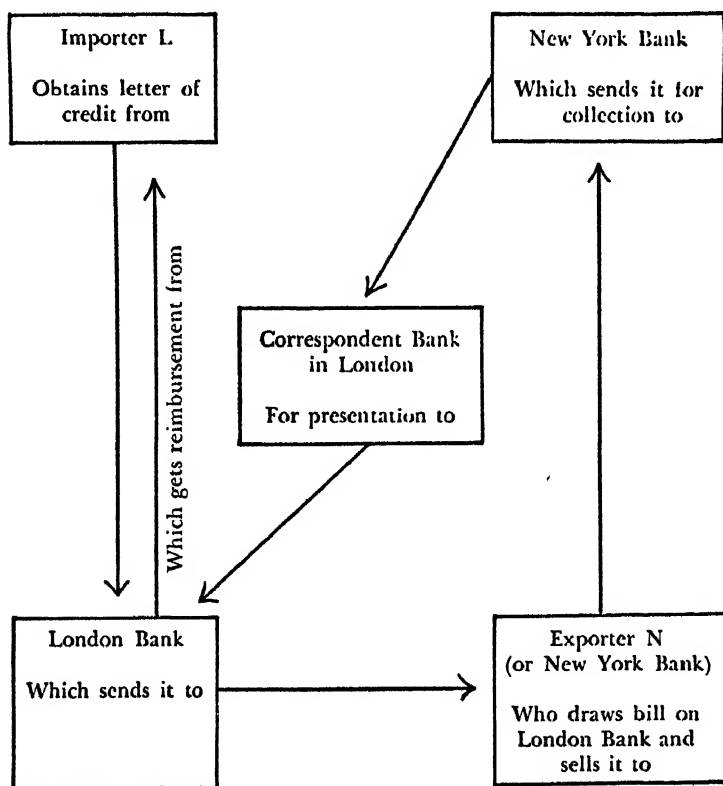 Importer L
Obtains letter of
credit from
New York Bank
Which sends it for
collection to
Which gets reimbursement from
Correspondent Bank
in London
For presentation to
London Bank
Which sends it to
Exporter N
(or New York Bank)
Who draws bill on
London Bank and
sells it to